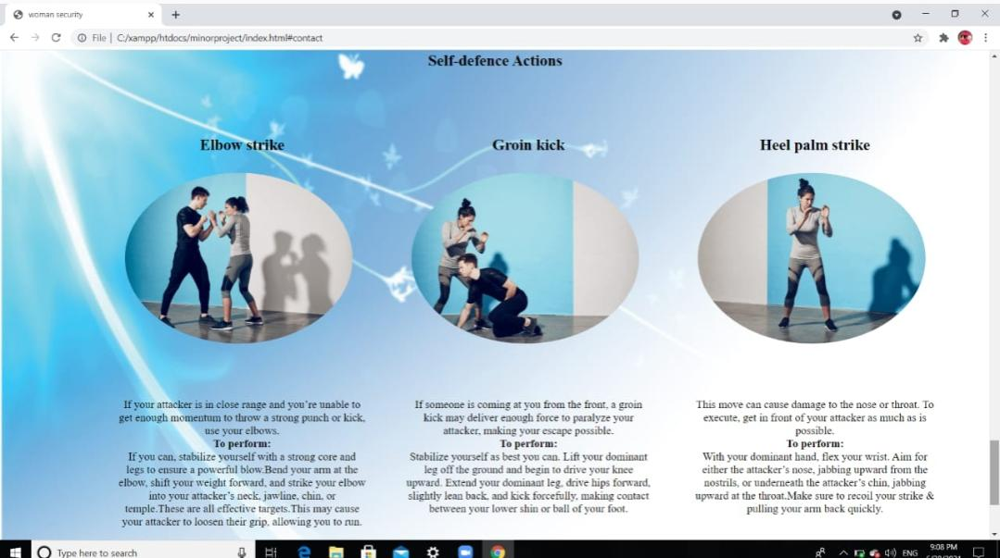 woman security
File | C:/xampp/htdocs/minorproject/index.html#contact
Self-defence Actions
Elbow strike
Groin kick
Heel palm strike
If your attacker is in close range and you're unable to
get enough momentum to throw a strong punch or kick,
use your elbows.
To perform:
If you can, stabilize yourself with a strong core and
legs to ensure a powerful blow.Bend your arm at the
elbow, shift your weight forward, and strike your elbow
into your attacker's neck, jawline, chin, or
temple.These are all effective targets.This may cause
your attacker to loosen their grip, allowing you to run.
If someone is coming at you from the front, a groin
kick may deliver enough force to paralyze your
attacker, making your escape possible.
To perform:
Stabilize yourself as best you can. Lift your dominant
leg off the ground and begin to drive your knee
upward. Extend your dominant leg, drive hips forward,
slightly lean back, and kick forcefully, making contact
between your lower shin or ball of your foot.
This move can cause damage to the nose or throat. To
execute, get in front of your attacker as much as is
possible.
To perform:
With your dominant hand, flex your wrist. Aim for
either the attacker's nose, jabbing upward from the
nostrils, or underneath the attacker's chin, jabbing
upward at the throat.Make sure to recoil your strike &
pulling your arm back quickly.
Type here to search
ENG
9:08 PM